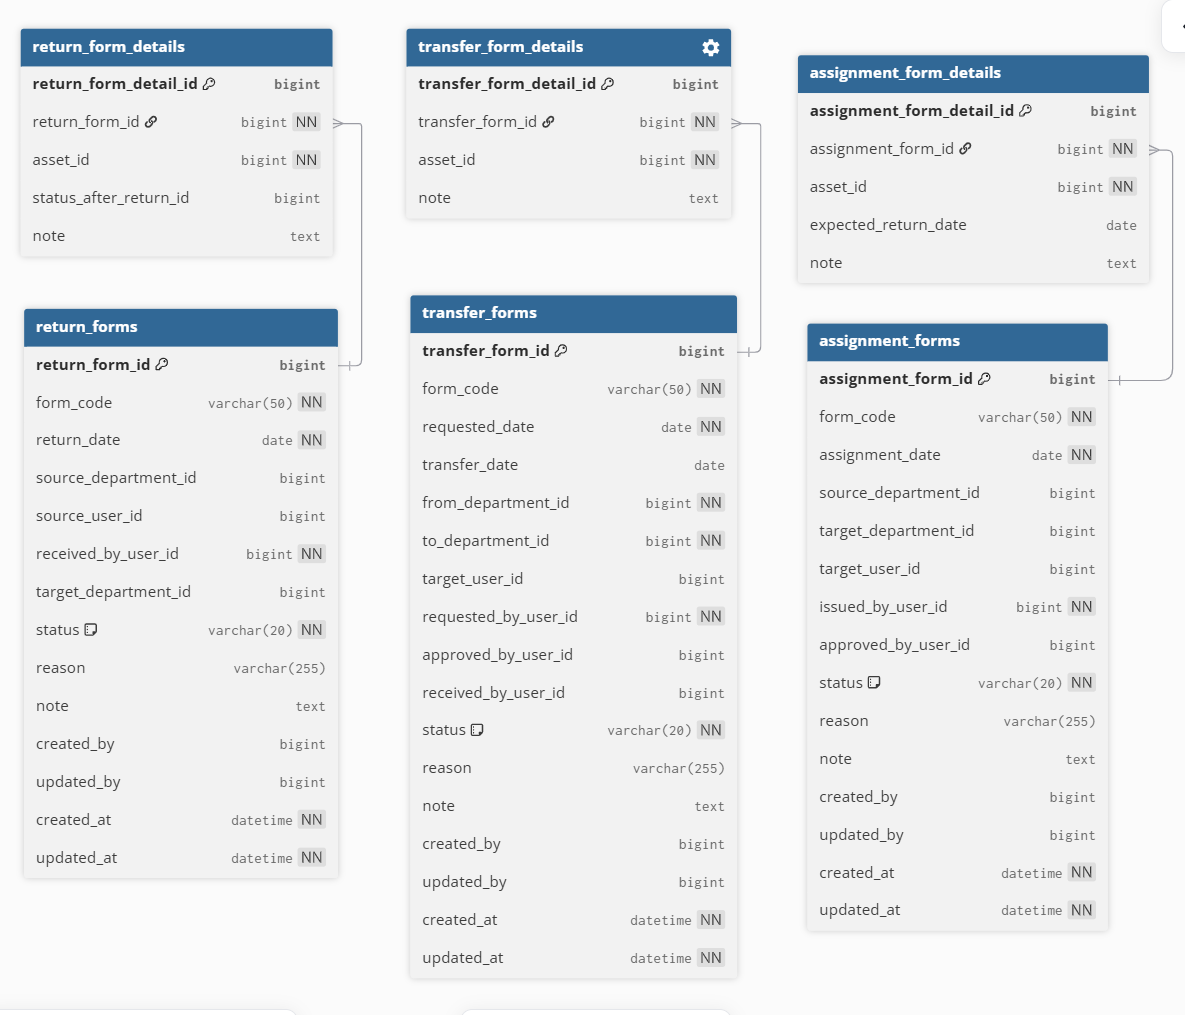 return_form_details
return_form_detail_id bigint
return_form_id bigint NN
asset_id bigint NN
status_after_return_id bigint
note text
transfer_form_details
transfer_form_detail_id bigint
transfer_form_id bigint NN
asset_id bigint NN
note text
assignment_form_details
assignment_form_detail_id bigint
assignment_form_id bigint NN
asset_id bigint NN
expected_return_date date
note text
return_forms
return_form_id bigint
form_code varchar(50) NN
return_date date NN
source_department_id bigint
source_user_id bigint
received_by_user_id bigint NN
target_department_id bigint
status varchar(20) NN
reason varchar(255)
note text
created_by bigint
updated_by bigint
created_at datetime NN
updated_at datetime NN
transfer_forms
transfer_form_id bigint
form_code varchar(50) NN
requested_date date NN
transfer_date date
from_department_id bigint NN
to_department_id bigint NN
target_user_id bigint
requested_by_user_id bigint NN
approved_by_user_id bigint
received_by_user_id bigint
status varchar(20) NN
reason varchar(255)
note text
created_by bigint
updated_by bigint
created_at datetime NN
updated_at datetime NN
assignment_forms
assignment_form_id bigint
form_code varchar(50) NN
assignment_date date NN
source_department_id bigint
target_department_id bigint
target_user_id bigint
issued_by_user_id bigint NN
approved_by_user_id bigint
status varchar(20) NN
reason varchar(255)
note text
created_by bigint
updated_by bigint
created_at datetime NN
updated_at datetime NN